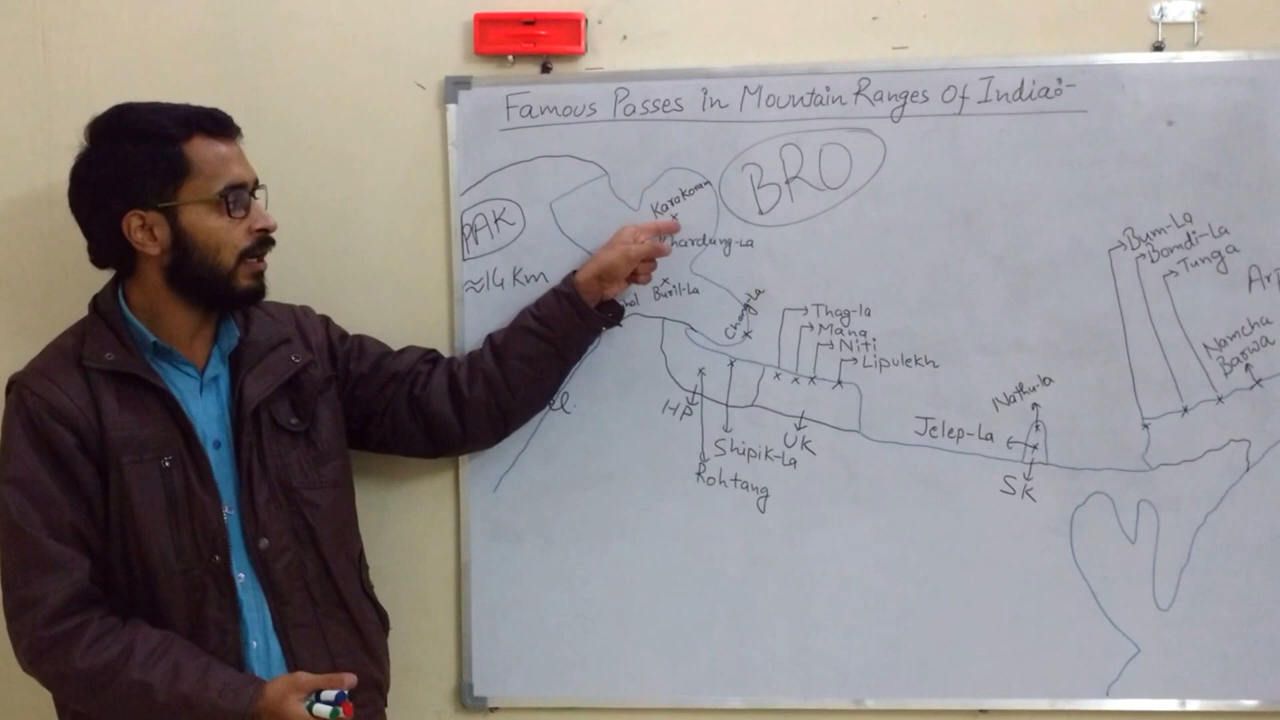 Famous Passes in Mountain Ranges Of India:-
BRO
PAK
≈14 Km
Karakoram
Khardung-La
Buril-La
Chang-La
Thag-la
Mana
Niti
Lipulekh
HP
Shipik-La
Rohtang
UK
Jelep-La
Nathu-la
SK
Bum-La
Bomdi-La
Tunga
Namcha
Barwa